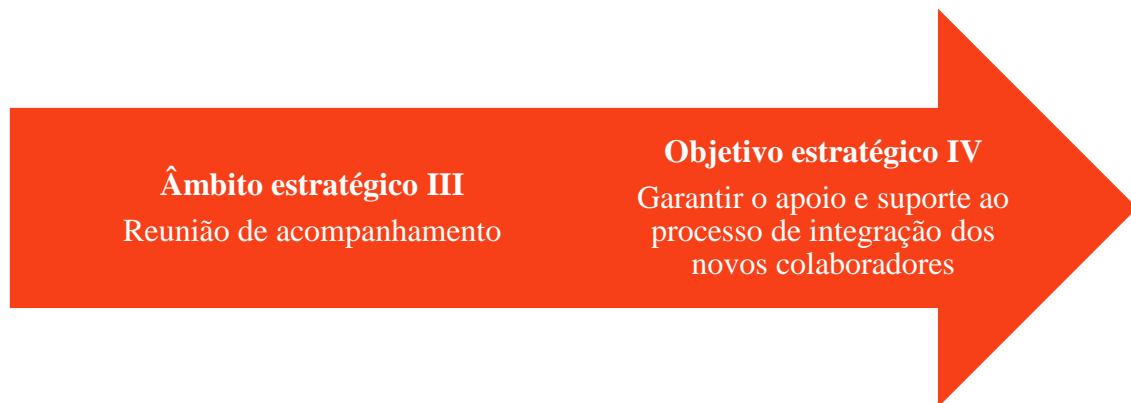 Âmbito estratégico III
Reunião de acompanhamento
Objetivo estratégico IV
Garantir o apoio e suporte ao
processo de integração dos
novos colaboradores